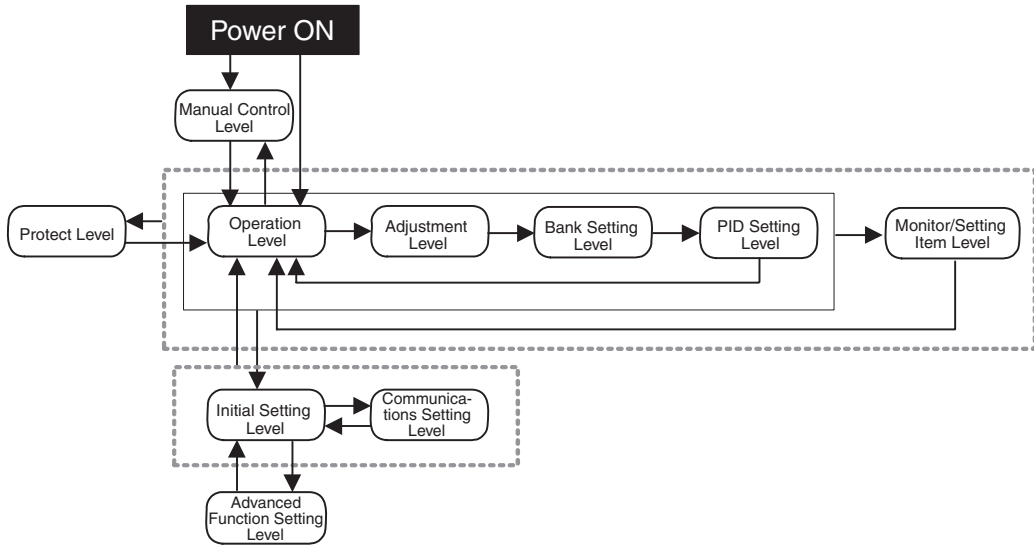 Power ON
Manual Control
Level
Protect Level
Operation
Level
Adjustment
Level
Bank Setting
Level
PID Setting
Level
Monitor/Setting
Item Level
Initial Setting
Level
Communica-
tions Setting
Level
Advanced
Function Setting
Level